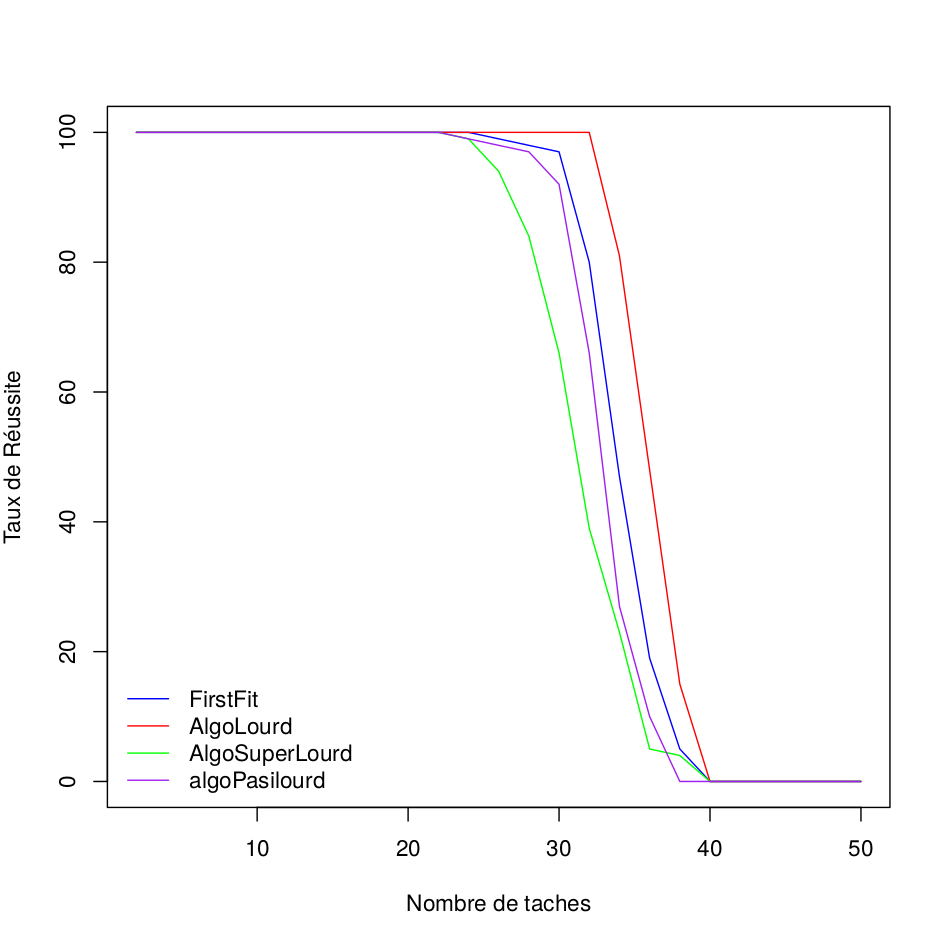 100
80
60
40
20
0
Taux de Réussite
FirstFit
AlgoLourd
AlgoSuperLourd
algoPasilourd
10 20 30 40 50
Nombre de taches